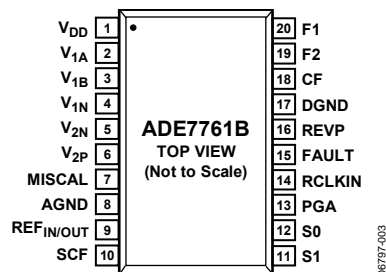 VDD 1 20 F1
V1A 2 19 F2
V1B 3 18 CF
V1N 4 17 DGND
V2N 5 ADE7761B 16 REVP
V2P 6 TOP VIEW 15 FAULT
MISCAL 7 (Not to Scale) 14 RCLKIN
AGND 8 13 PGA
REFIN/OUT 9 12 S0
SCF 10 11 S1
06797-003